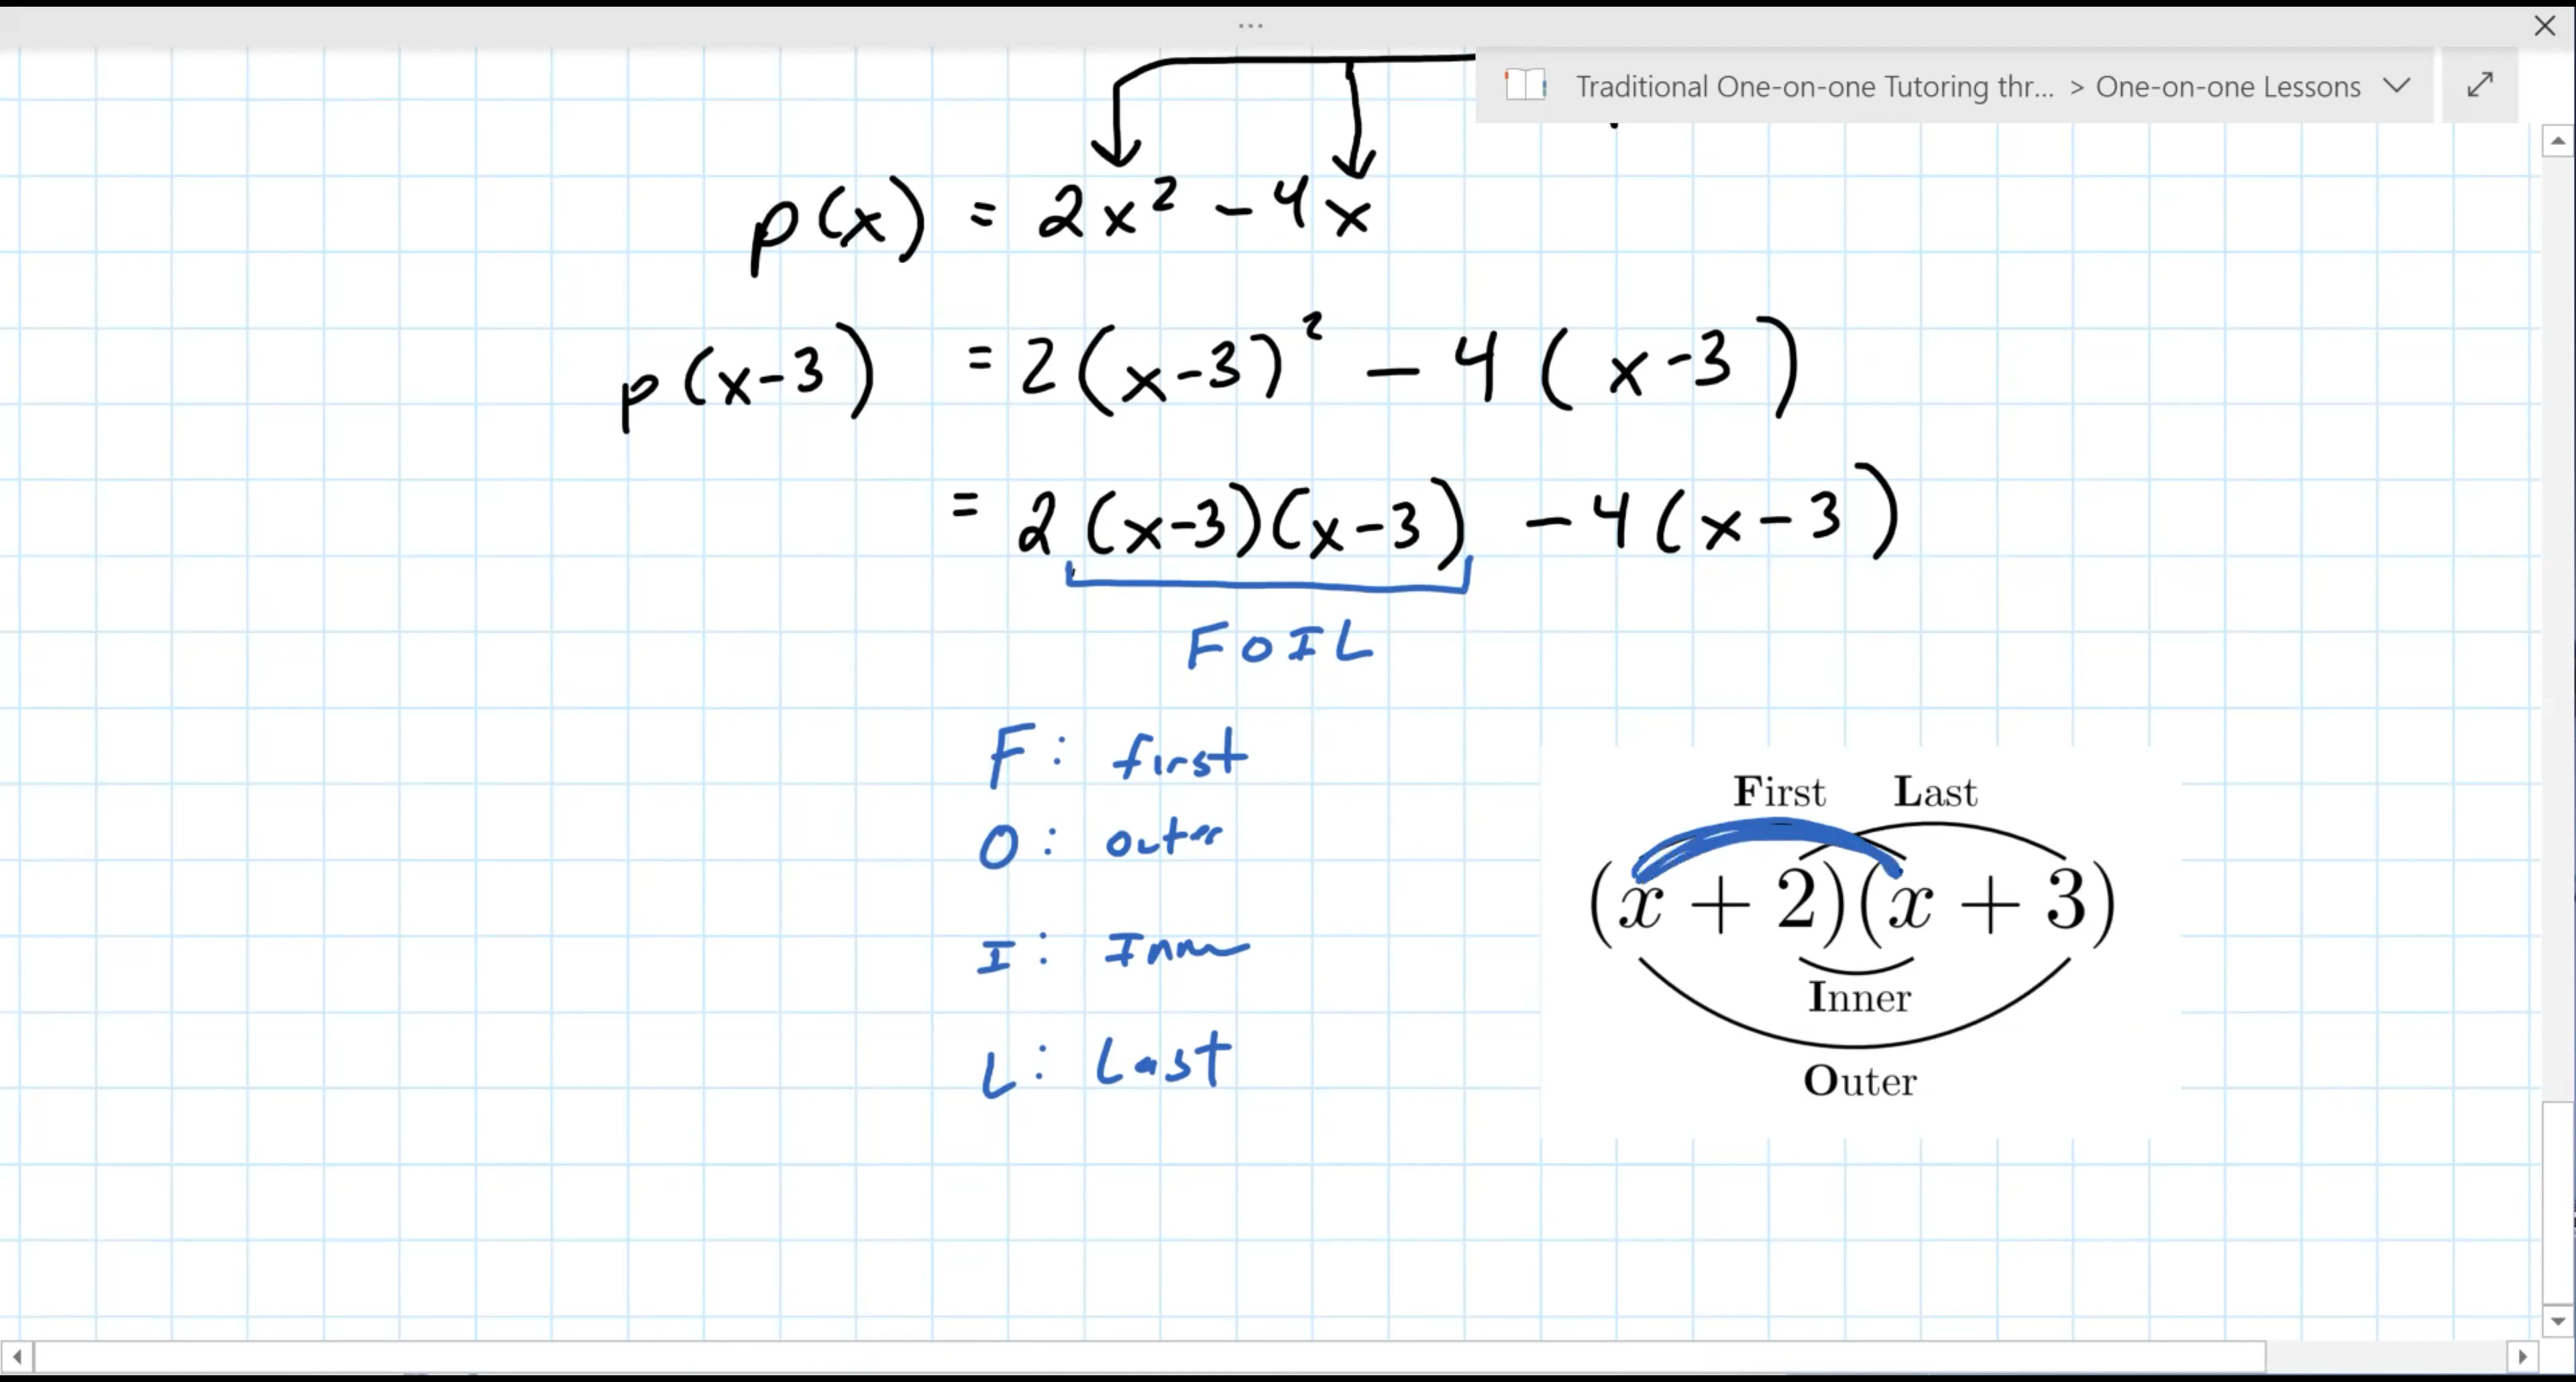 ...
Traditional One-on-one Tutoring thr... > One-on-one Lessons
p(x) = 2x² - 4x
p(x-3) = 2(x-3)² - 4(x-3)
= 2(x-3)(x-3) - 4(x-3)
FOIL
F: first
O: outer
I: Inner
L: Last
First Last
(x + 2)(x + 3)
Inner
Outer